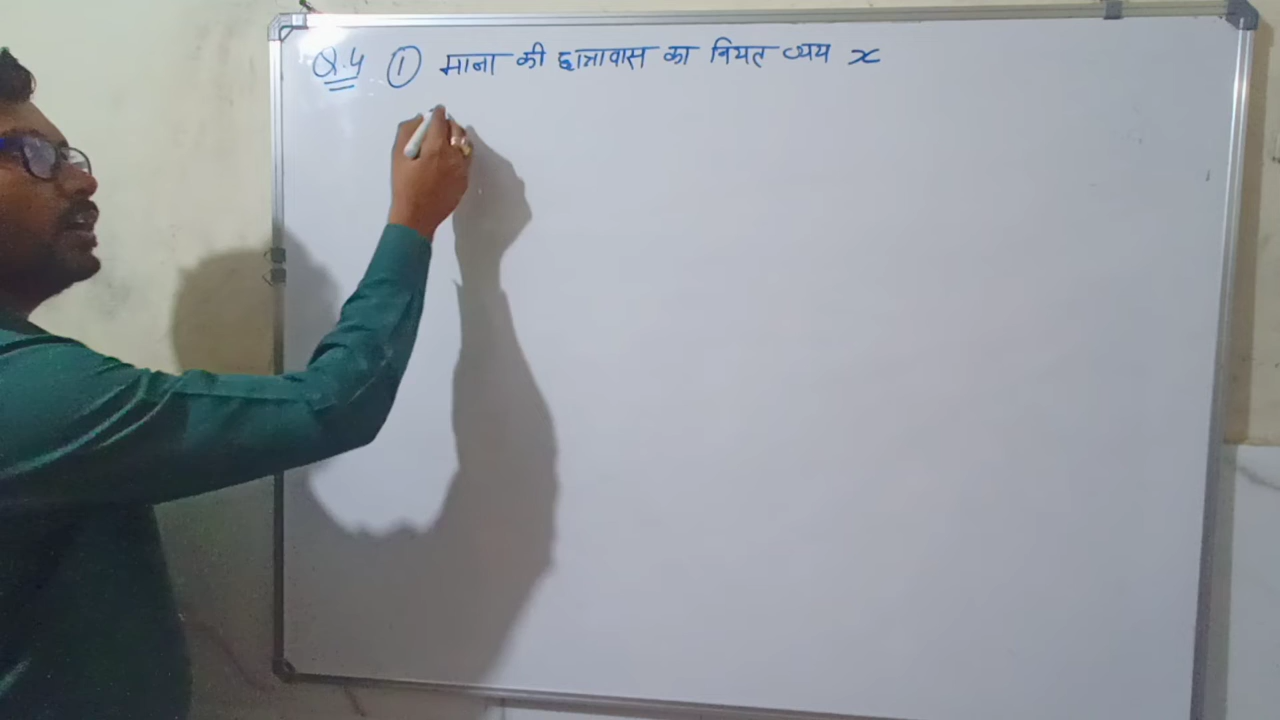 Q.4 ① माना की छात्रावास का नियत व्यय x